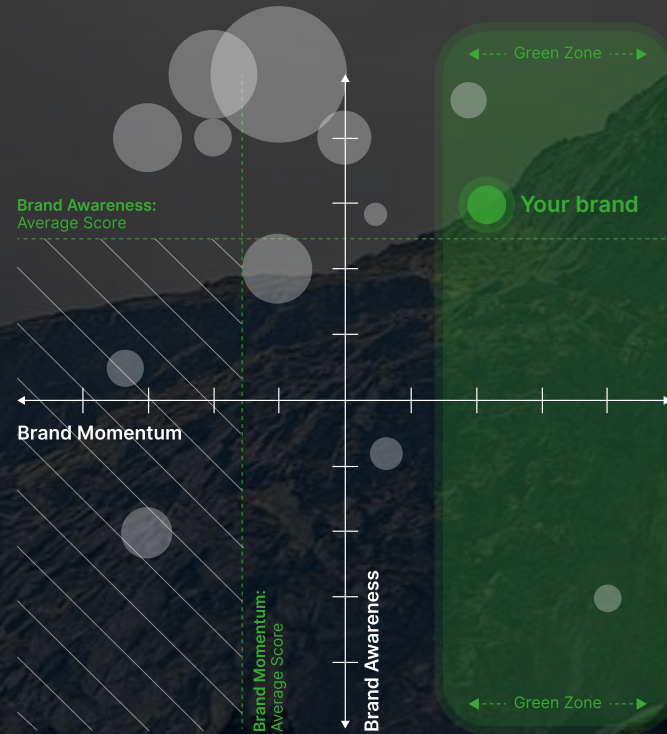 Green Zone
Brand Awareness:
Average Score
Your brand
Brand Momentum
Brand Momentum:
Average Score
Brand Awareness
Green Zone